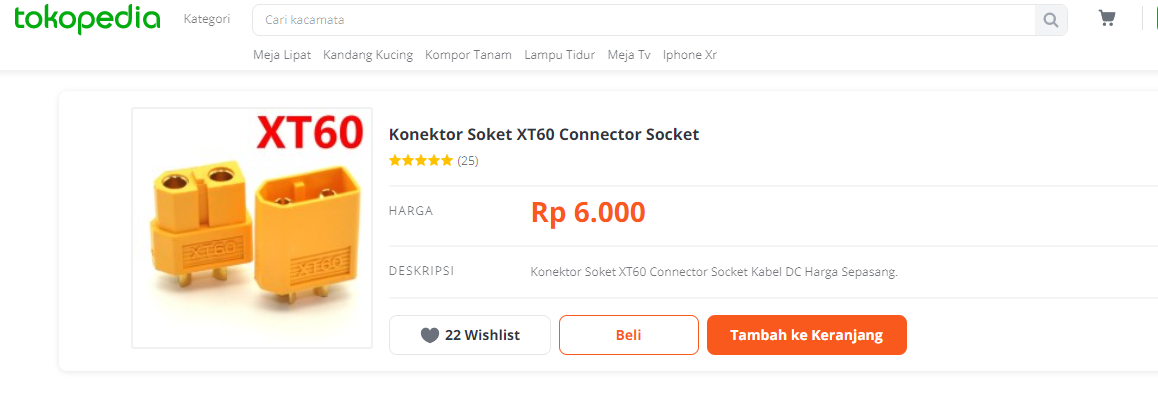 tokopedia Kategori Cari kacamata
Meja Lipat Kandang Kucing Kompor Tanam Lampu Tidur Meja Tv Iphone Xr
XT60
XT60 XT60
Konektor Soket XT60 Connector Socket
(25)
HARGA Rp 6.000
DESKRIPSI Konektor Soket XT60 Connector Socket Kabel DC Harga Sepasang.
22 Wishlist Beli Tambah ke Keranjang